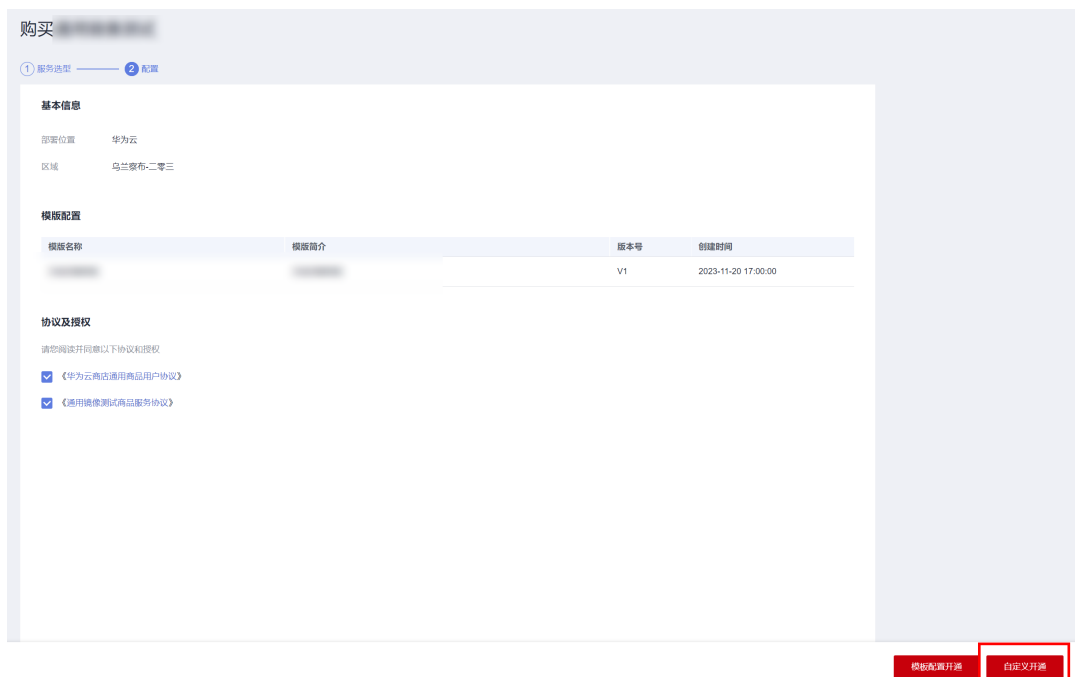 购买
1 服务选型 2 配置
基本信息
部署位置 华为云
区域 乌兰察布-二零三
模版配置
模版名称 模版简介 版本号 创建时间
V1 2023-11-20 17:00:00
协议及授权
请您阅读并同意以下协议和授权
《华为云商店通用商品用户协议》
《通用镜像测试商品服务协议》
模板配置开通 自定义开通